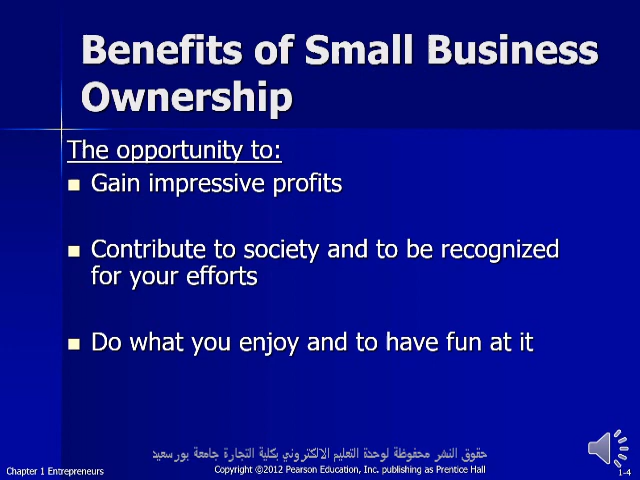 Benefits of Small Business
Ownership
The opportunity to:
Gain impressive profits
Contribute to society and to be recognized
for your efforts
Do what you enjoy and to have fun at it
حقوق النشر محفوظة لوحدة التعليم الالكتروني بكلية التجارة جامعة بورسعيد
Chapter 1 Entrepreneurs
Copyright ©2012 Pearson Education, Inc. publishing as Prentice Hall
1-4